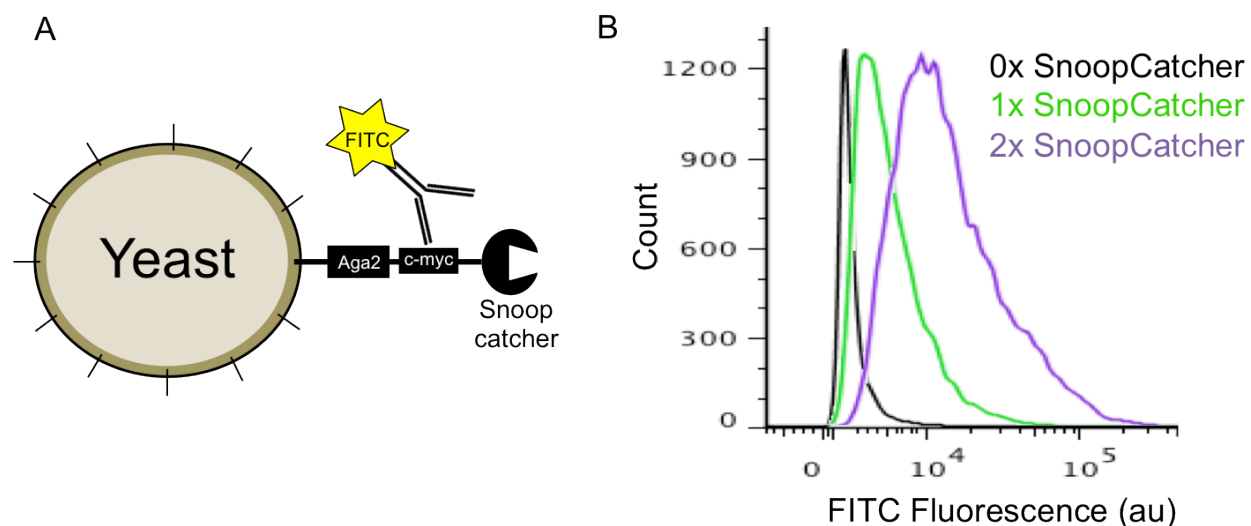 A
FITC
Yeast
Aga2
c-myc
Snoop
catcher
B
0x SnoopCatcher
1x SnoopCatcher
2x SnoopCatcher
Count
1200
900
600
300
0
0
10^4
10^5
FITC Fluorescence (au)